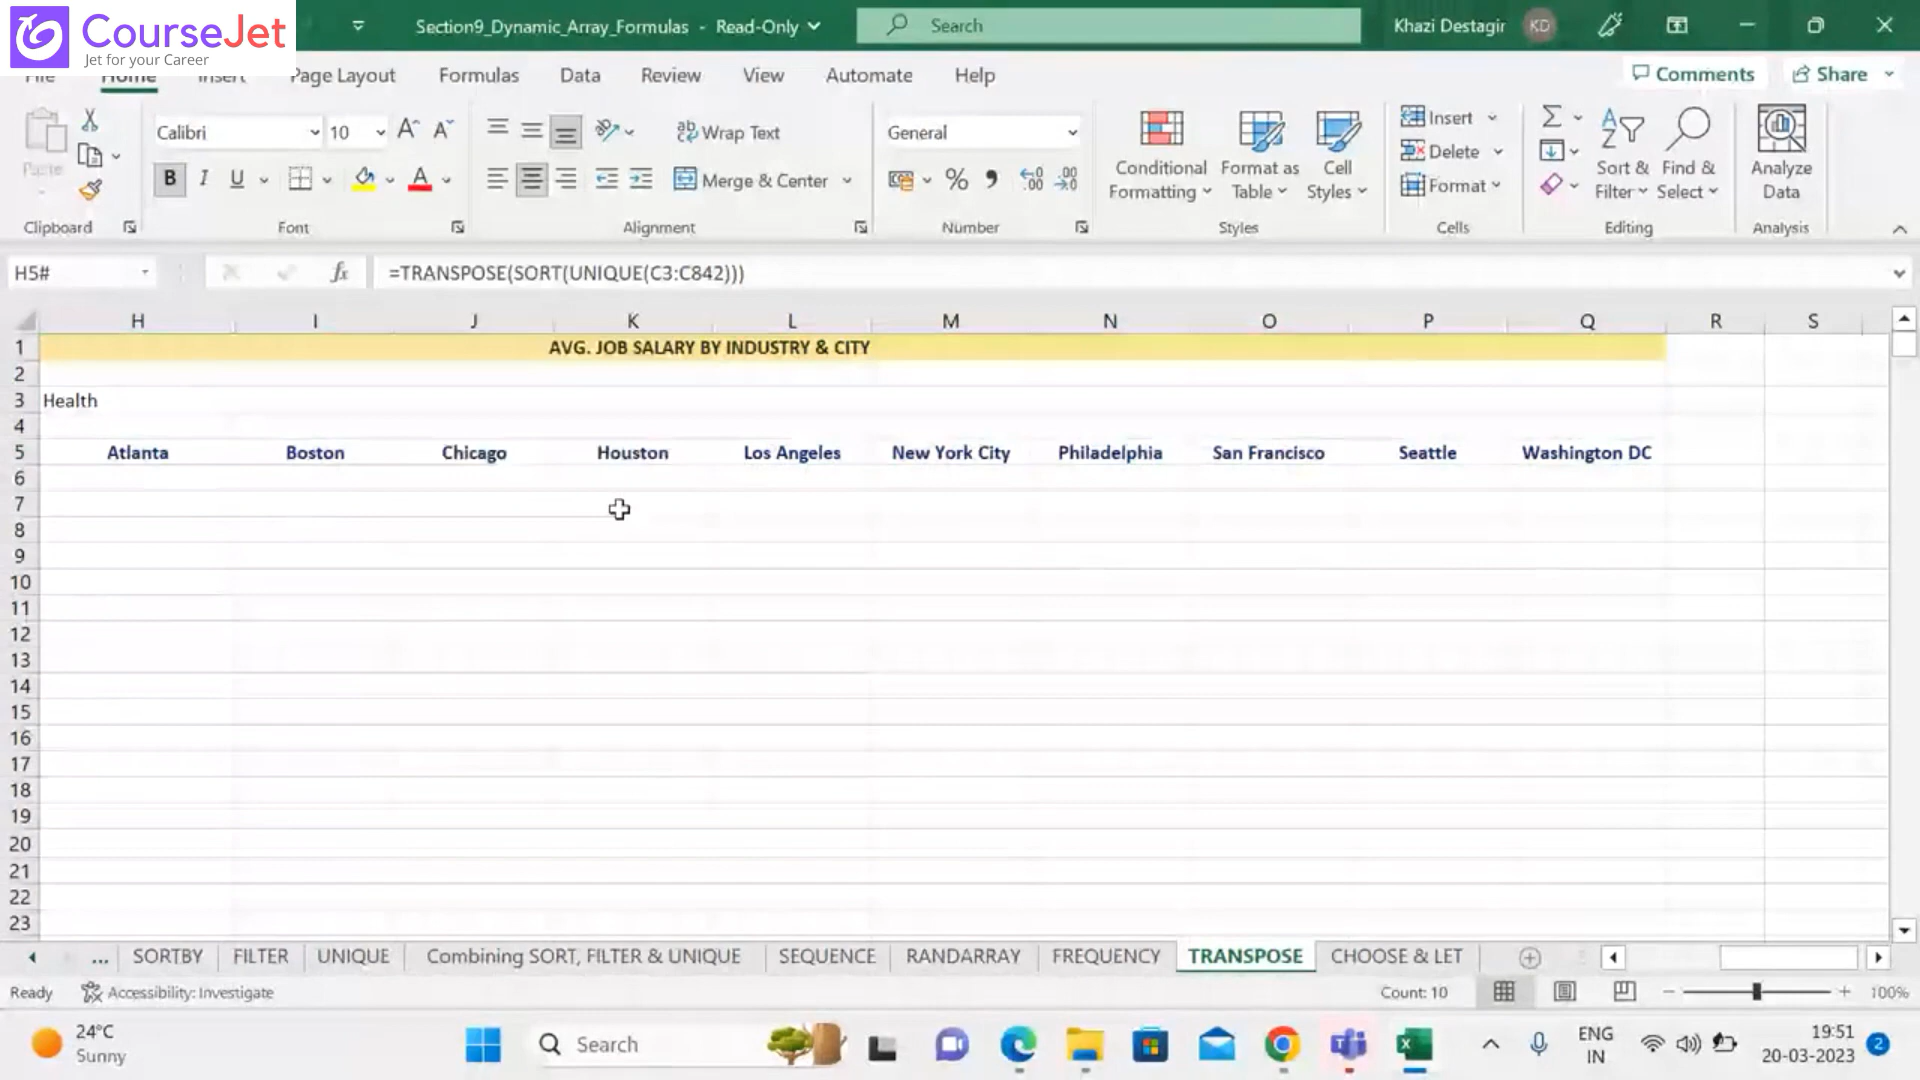 CourseJet
Jet for your Career
Section9_Dynamic_Array_Formulas - Read-Only
Search
Khazi Destagir
KD
File Home Insert Page Layout Formulas Data Review View Automate Help
Comments
Share
Paste
Calibri
10
Wrap Text
General
Conditional Formatting
Format as Table
Cell Styles
Insert
Delete
Format
Sort & Filter
Find & Select
Analyze Data
B I U
Merge & Center
Clipboard Font Alignment Number Styles Cells Editing Analysis
H5#
fx
=TRANSPOSE(SORT(UNIQUE(C3:C842)))
H I J K L M N O P Q R S
1 AVG. JOB SALARY BY INDUSTRY & CITY
2
3 Health
4
5 Atlanta Boston Chicago Houston Los Angeles New York City Philadelphia San Francisco Seattle Washington DC
6
7
8
9
10
11
12
13
14
15
16
17
18
19
20
21
22
23
... SORTBY FILTER UNIQUE Combining SORT, FILTER & UNIQUE SEQUENCE RANDARRAY FREQUENCY TRANSPOSE CHOOSE & LET
Ready Accessibility: Investigate Count: 10 100%
24°C
Sunny
Search
ENG
IN
19:51
20-03-2023
2